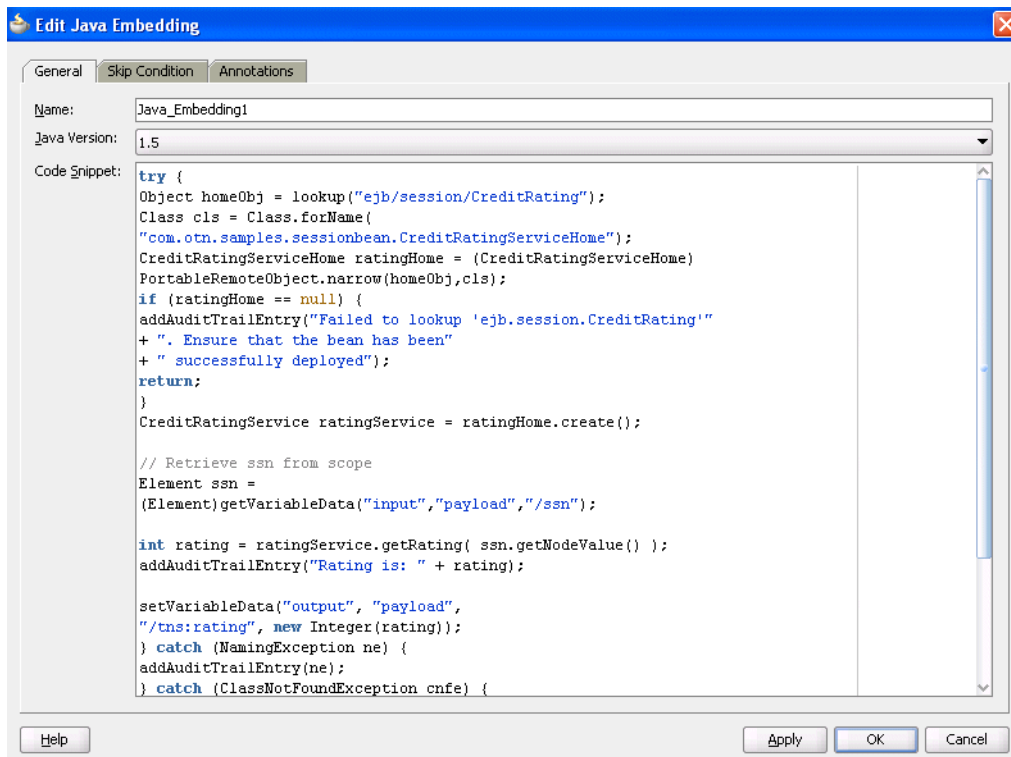 Edit Java Embedding
General Skip Condition Annotations
Name: Java_Embedding1
Java Version: 1.5
Code Snippet:
try {
Object homeObj = lookup("ejb/session/CreditRating");
Class cls = Class.forName(
"com.otn.samples.sessionbean.CreditRatingServiceHome");
CreditRatingServiceHome ratingHome = (CreditRatingServiceHome)
PortableRemoteObject.narrow(homeObj,cls);
if (ratingHome == null) {
addAuditTrailEntry("Failed to lookup 'ejb.session.CreditRating'"
+ ". Ensure that the bean has been"
+ " successfully deployed");
return;
}
CreditRatingService ratingService = ratingHome.create();
// Retrieve ssn from scope
Element ssn =
(Element)getVariableData("input","payload","/ssn");
int rating = ratingService.getRating( ssn.getNodeValue() );
addAuditTrailEntry("Rating is: " + rating);
setVariableData("output", "payload",
"/tns:rating", new Integer(rating));
} catch (NamingException ne) {
addAuditTrailEntry(ne);
} catch (ClassNotFoundException cnfe) {
Help Apply OK Cancel